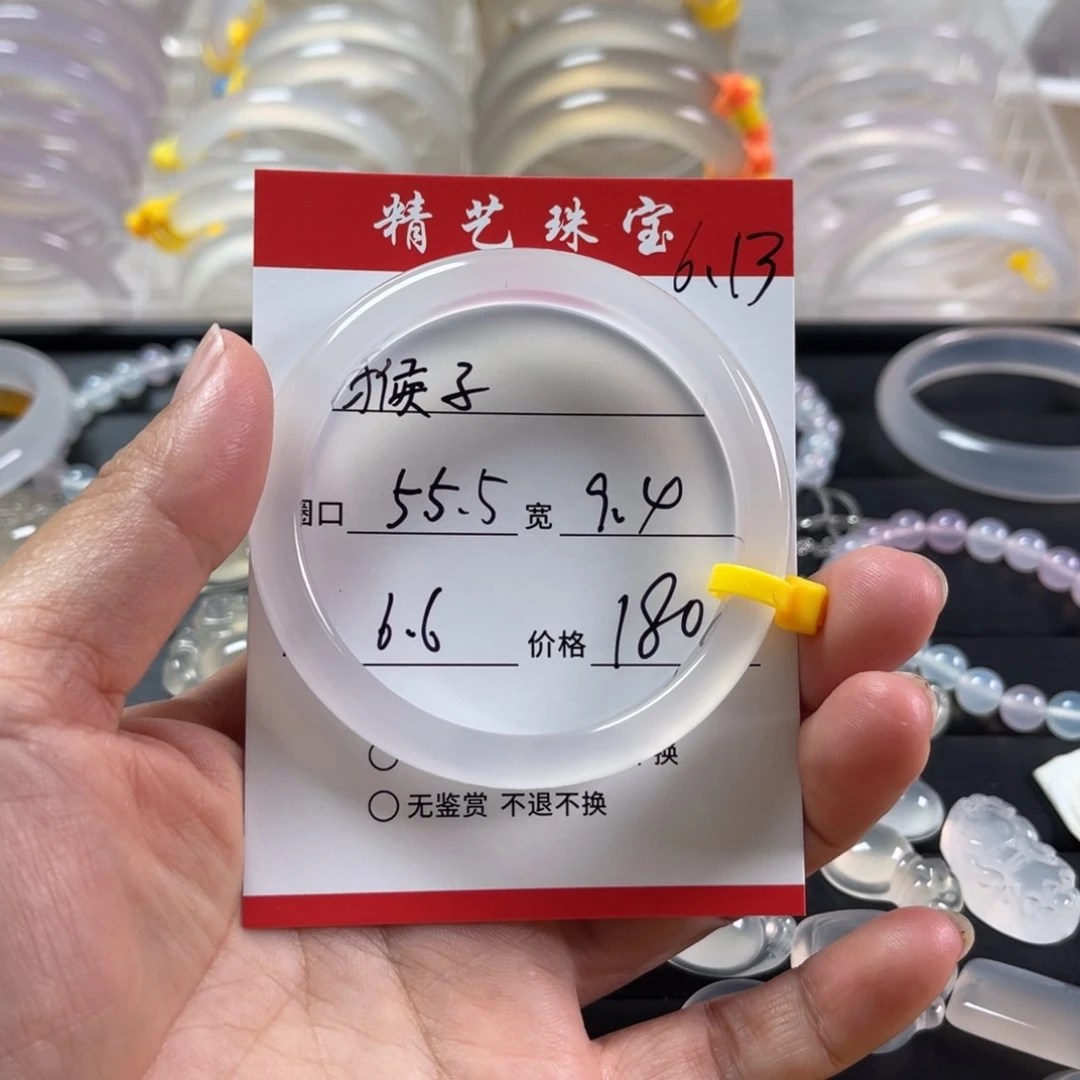 精艺珠宝
6.13
猴子
圈口 55.5 宽 9.4
6.6 价格 180
换
○无鉴赏 不退不换